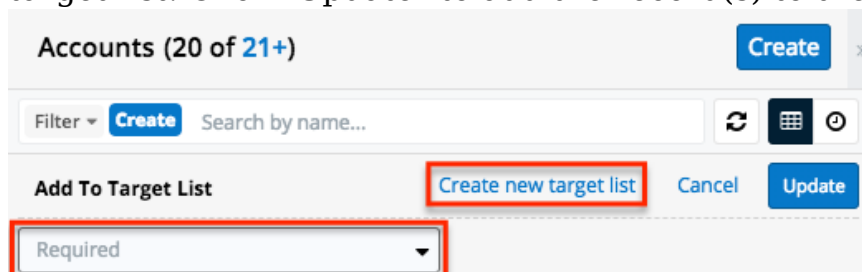 Accounts (20 of 21+) Create
Filter Create Search by name...
Add To Target List Create new target list Cancel Update
Required